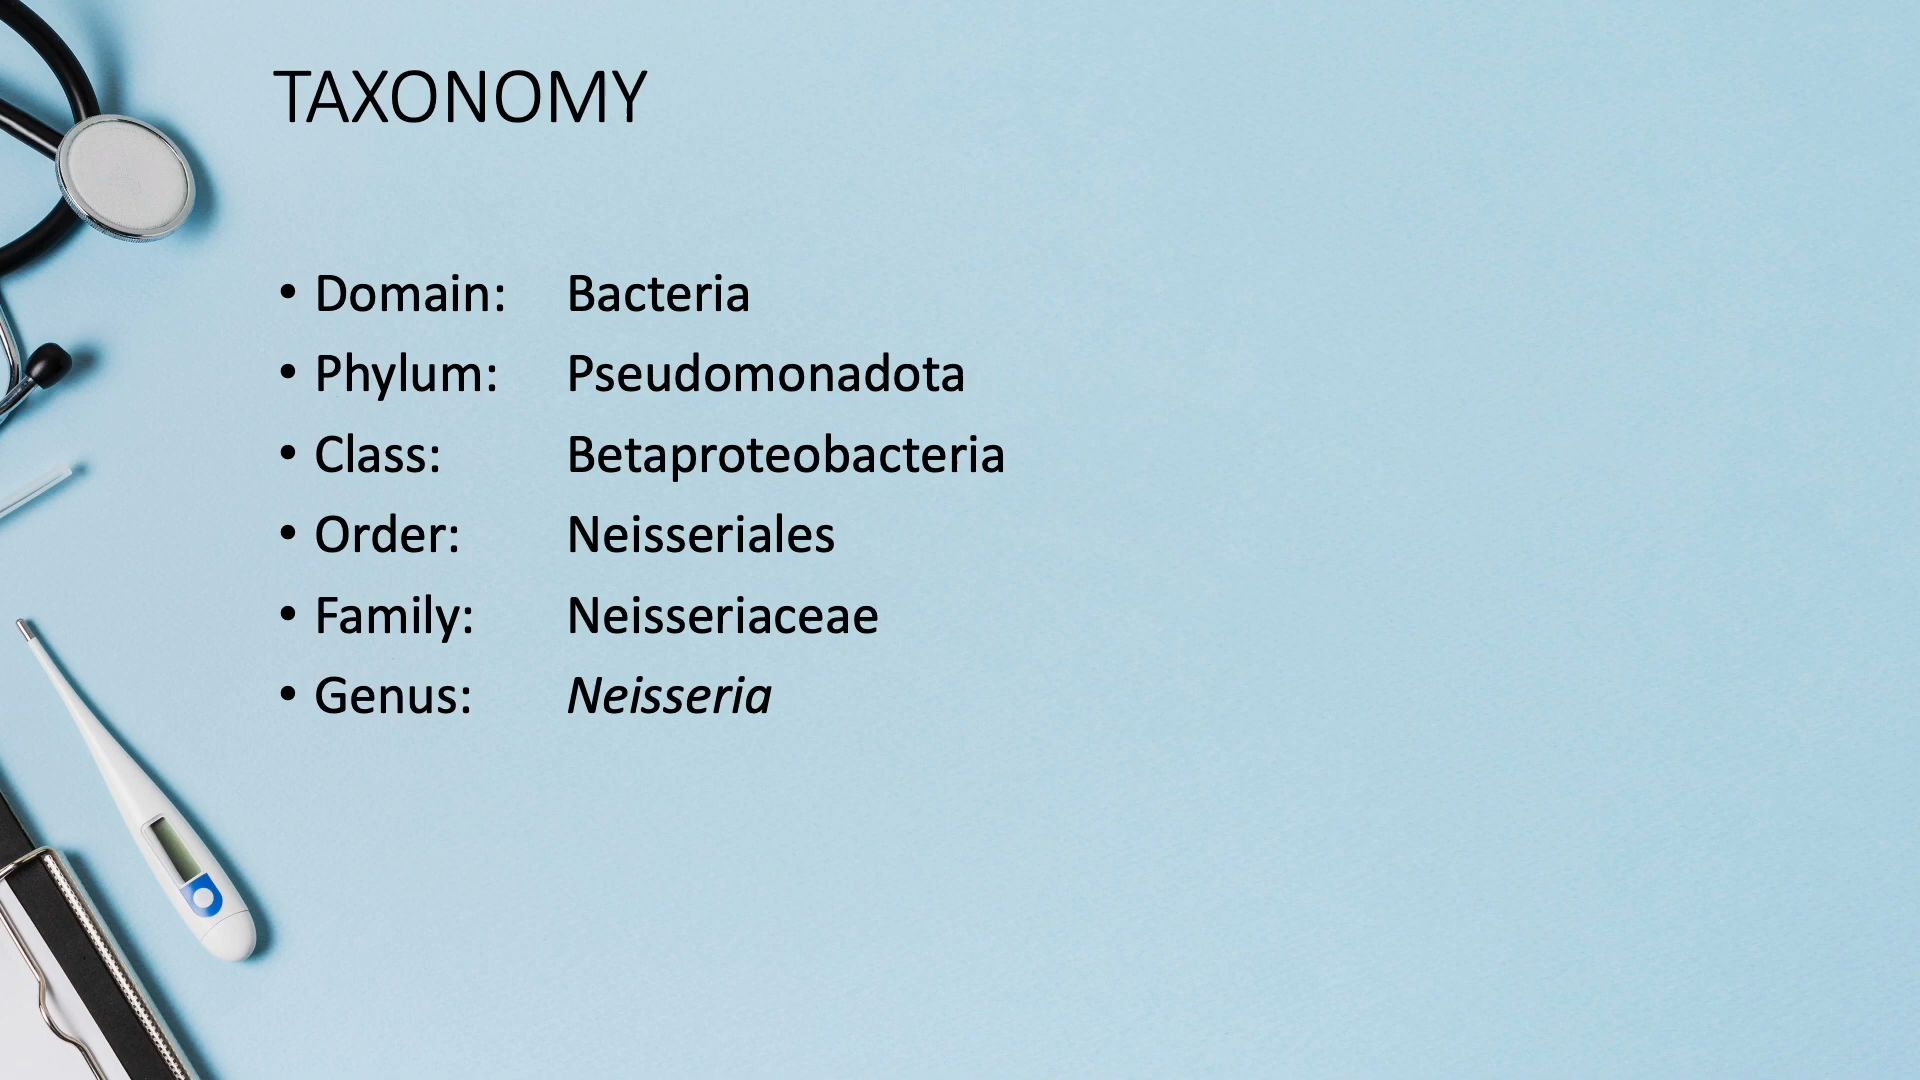 TAXONOMY
• Domain: Bacteria
• Phylum: Pseudomonadota
• Class: Betaproteobacteria
• Order: Neisseriales
• Family: Neisseriaceae
• Genus: Neisseria